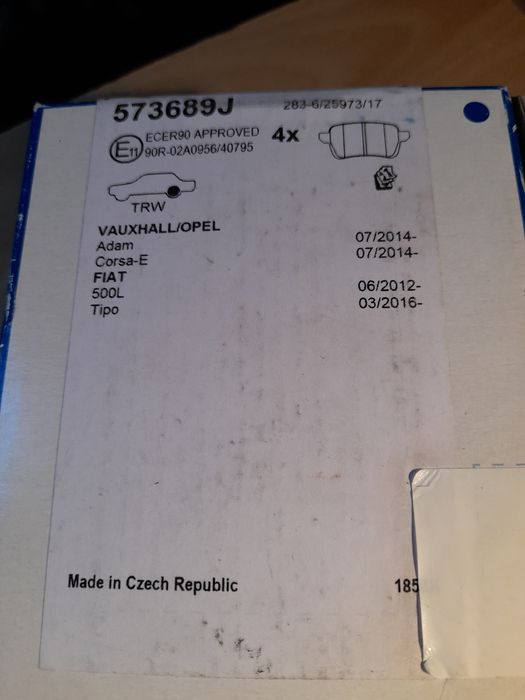 573689J 283-6/25973/17
E11 ECER90 APPROVED 4x
90R-02A0956/40795
TRW
VAUXHALL/OPEL
Adam 07/2014-
Corsa-E 07/2014-
FIAT
500L 06/2012-
Tipo 03/2016-
Made in Czech Republic 185